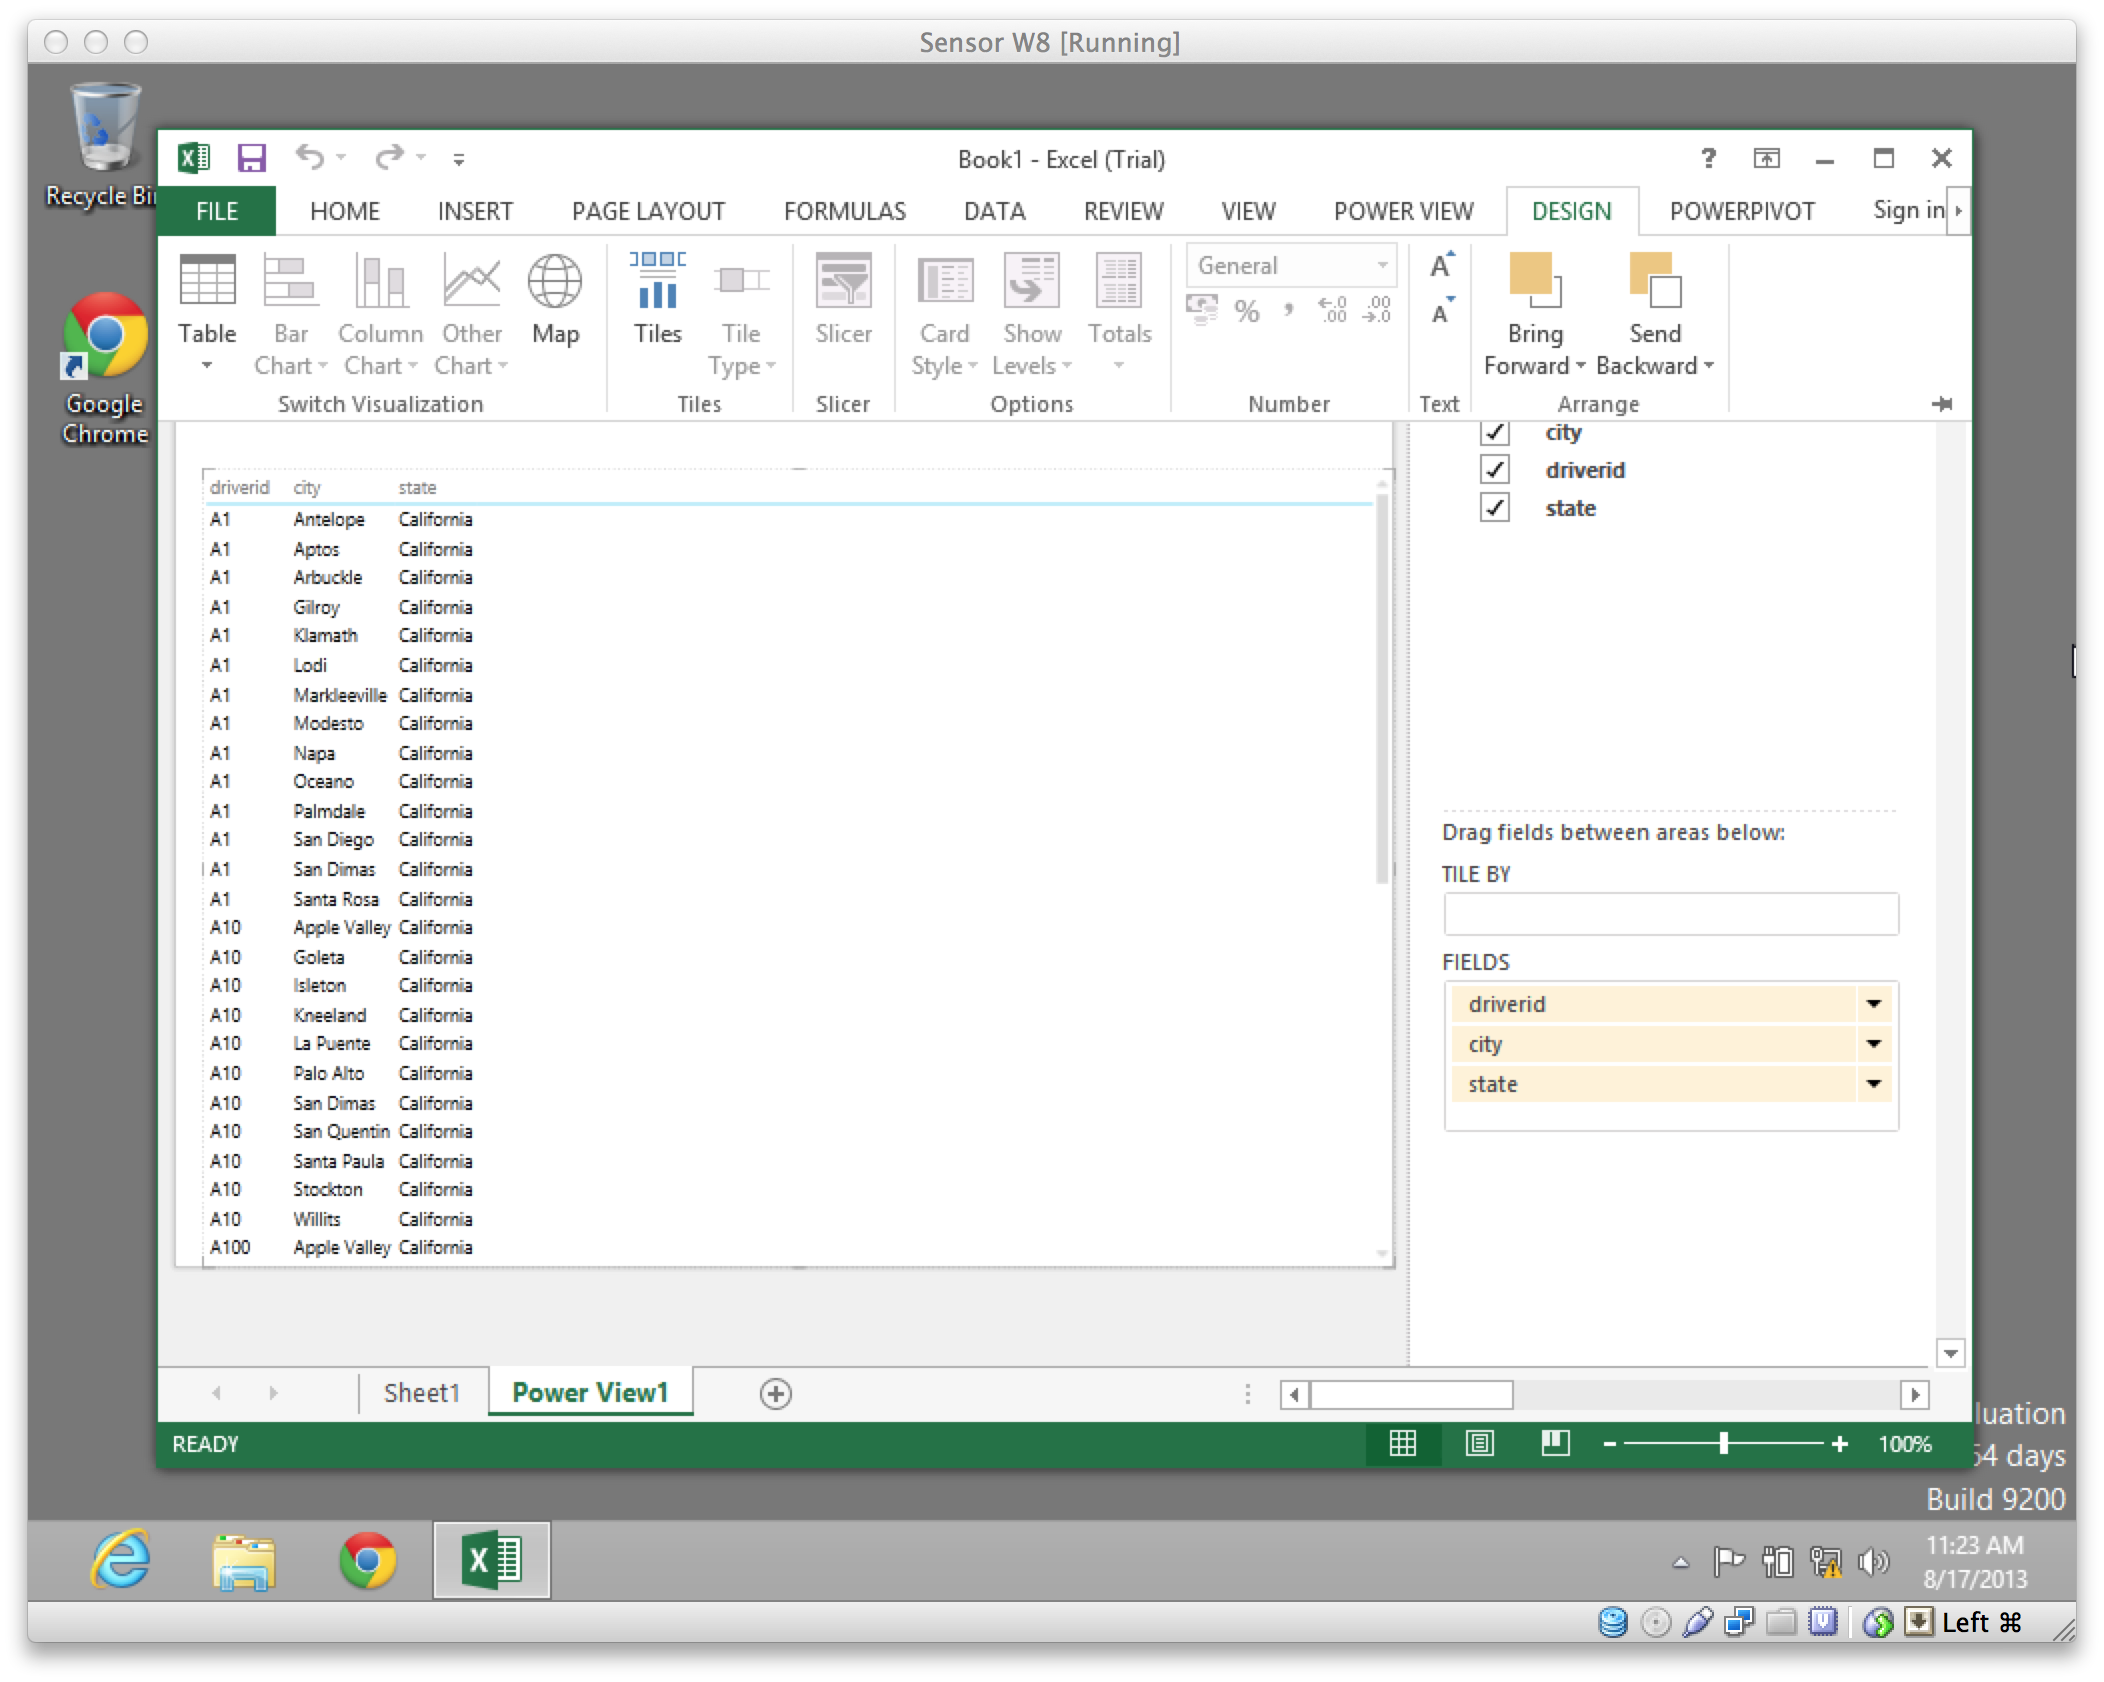 Sensor W8 [Running]
Recycle Bi
Google
Chrome
Book1 - Excel (Trial)
?
FILE HOME INSERT PAGE LAYOUT FORMULAS DATA REVIEW VIEW POWER VIEW DESIGN POWERPIVOT Sign in
Table
Bar
Chart
Column
Chart
Other
Chart
Map
Switch Visualization
Tiles
Tile
Type
Tiles
Slicer
Slicer
Card
Style
Show
Levels
Totals
Options
General
% , .0 .00 .00 .0
Number
A
A
Text
Bring
Forward
Send
Backward
Arrange
driverid city state
A1 Antelope California
A1 Aptos California
A1 Arbuckle California
A1 Gilroy California
A1 Klamath California
A1 Lodi California
A1 Markleeville California
A1 Modesto California
A1 Napa California
A1 Oceano California
A1 Palmdale California
A1 San Diego California
A1 San Dimas California
A1 Santa Rosa California
A10 Apple Valley California
A10 Goleta California
A10 Isleton California
A10 Kneeland California
A10 La Puente California
A10 Palo Alto California
A10 San Dimas California
A10 San Quentin California
A10 Santa Paula California
A10 Stockton California
A10 Willits California
A100 Apple Valley California
city
driverid
state
Drag fields between areas below:
TILE BY
FIELDS
driverid
city
state
Sheet1 Power View1
READY
100%
luation
64 days
Build 9200
11:23 AM
8/17/2013
Left ⌘